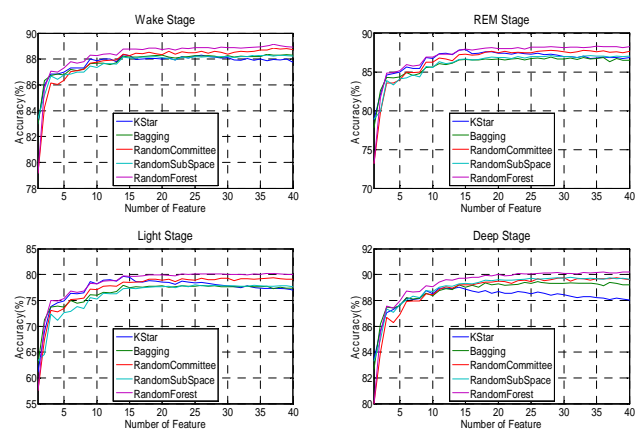 Wake Stage
Accuracy(%)
90
88
86
84
82
80
78
5 10 15 20 25 30 35 40
Number of Feature
KStar
Bagging
RandomCommittee
RandomSubSpace
RandomForest
REM Stage
Accuracy(%)
90
85
80
75
70
5 10 15 20 25 30 35 40
Number of Feature
KStar
Bagging
RandomCommittee
RandomSubSpace
RandomForest
Light Stage
Accuracy(%)
85
80
75
70
65
60
55
5 10 15 20 25 30 35 40
Number of Feature
KStar
Bagging
RandomCommittee
RandomSubSpace
RandomForest
Deep Stage
Accuracy(%)
92
90
88
86
84
82
80
5 10 15 20 25 30 35 40
Number of Feature
KStar
Bagging
RandomCommittee
RandomSubSpace
RandomForest